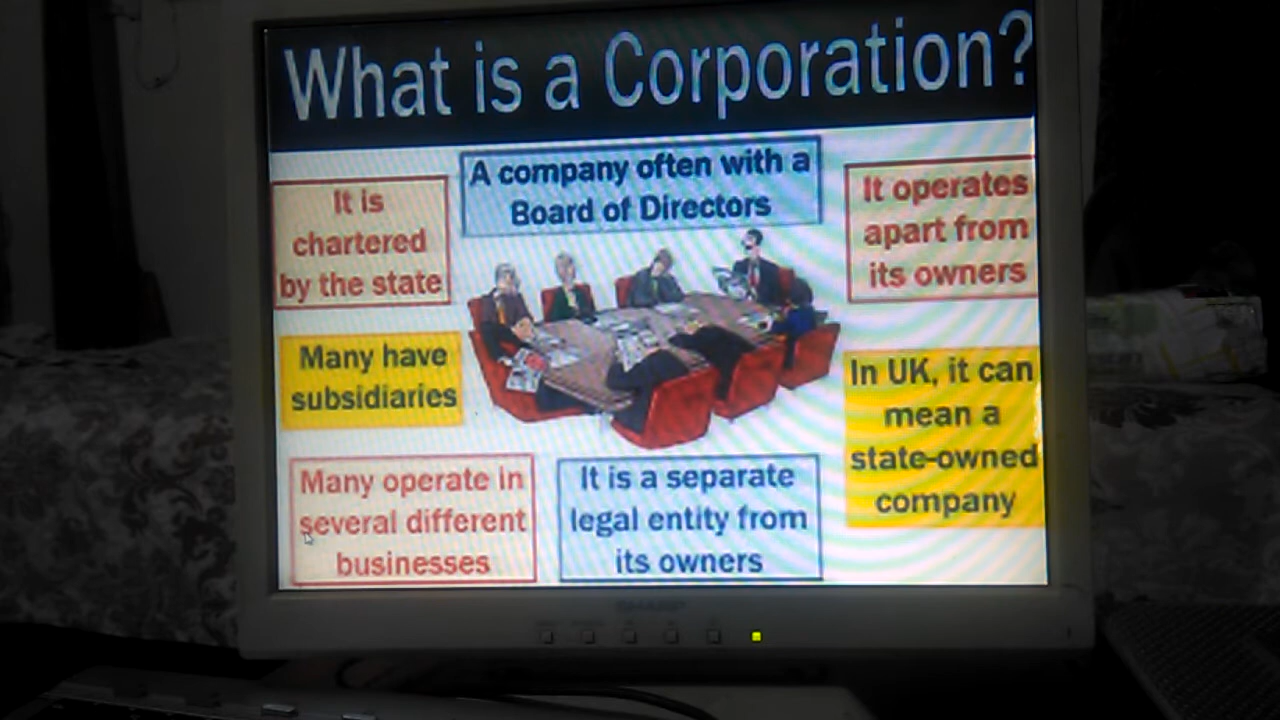 What is a Corporation?
A company often with a
Board of Directors
It is
chartered
by the state
It operates
apart from
its owners
Many have
subsidiaries
In UK, it can
mean a
state-owned
company
Many operate in
several different
businesses
It is a separate
legal entity from
its owners
SHARP